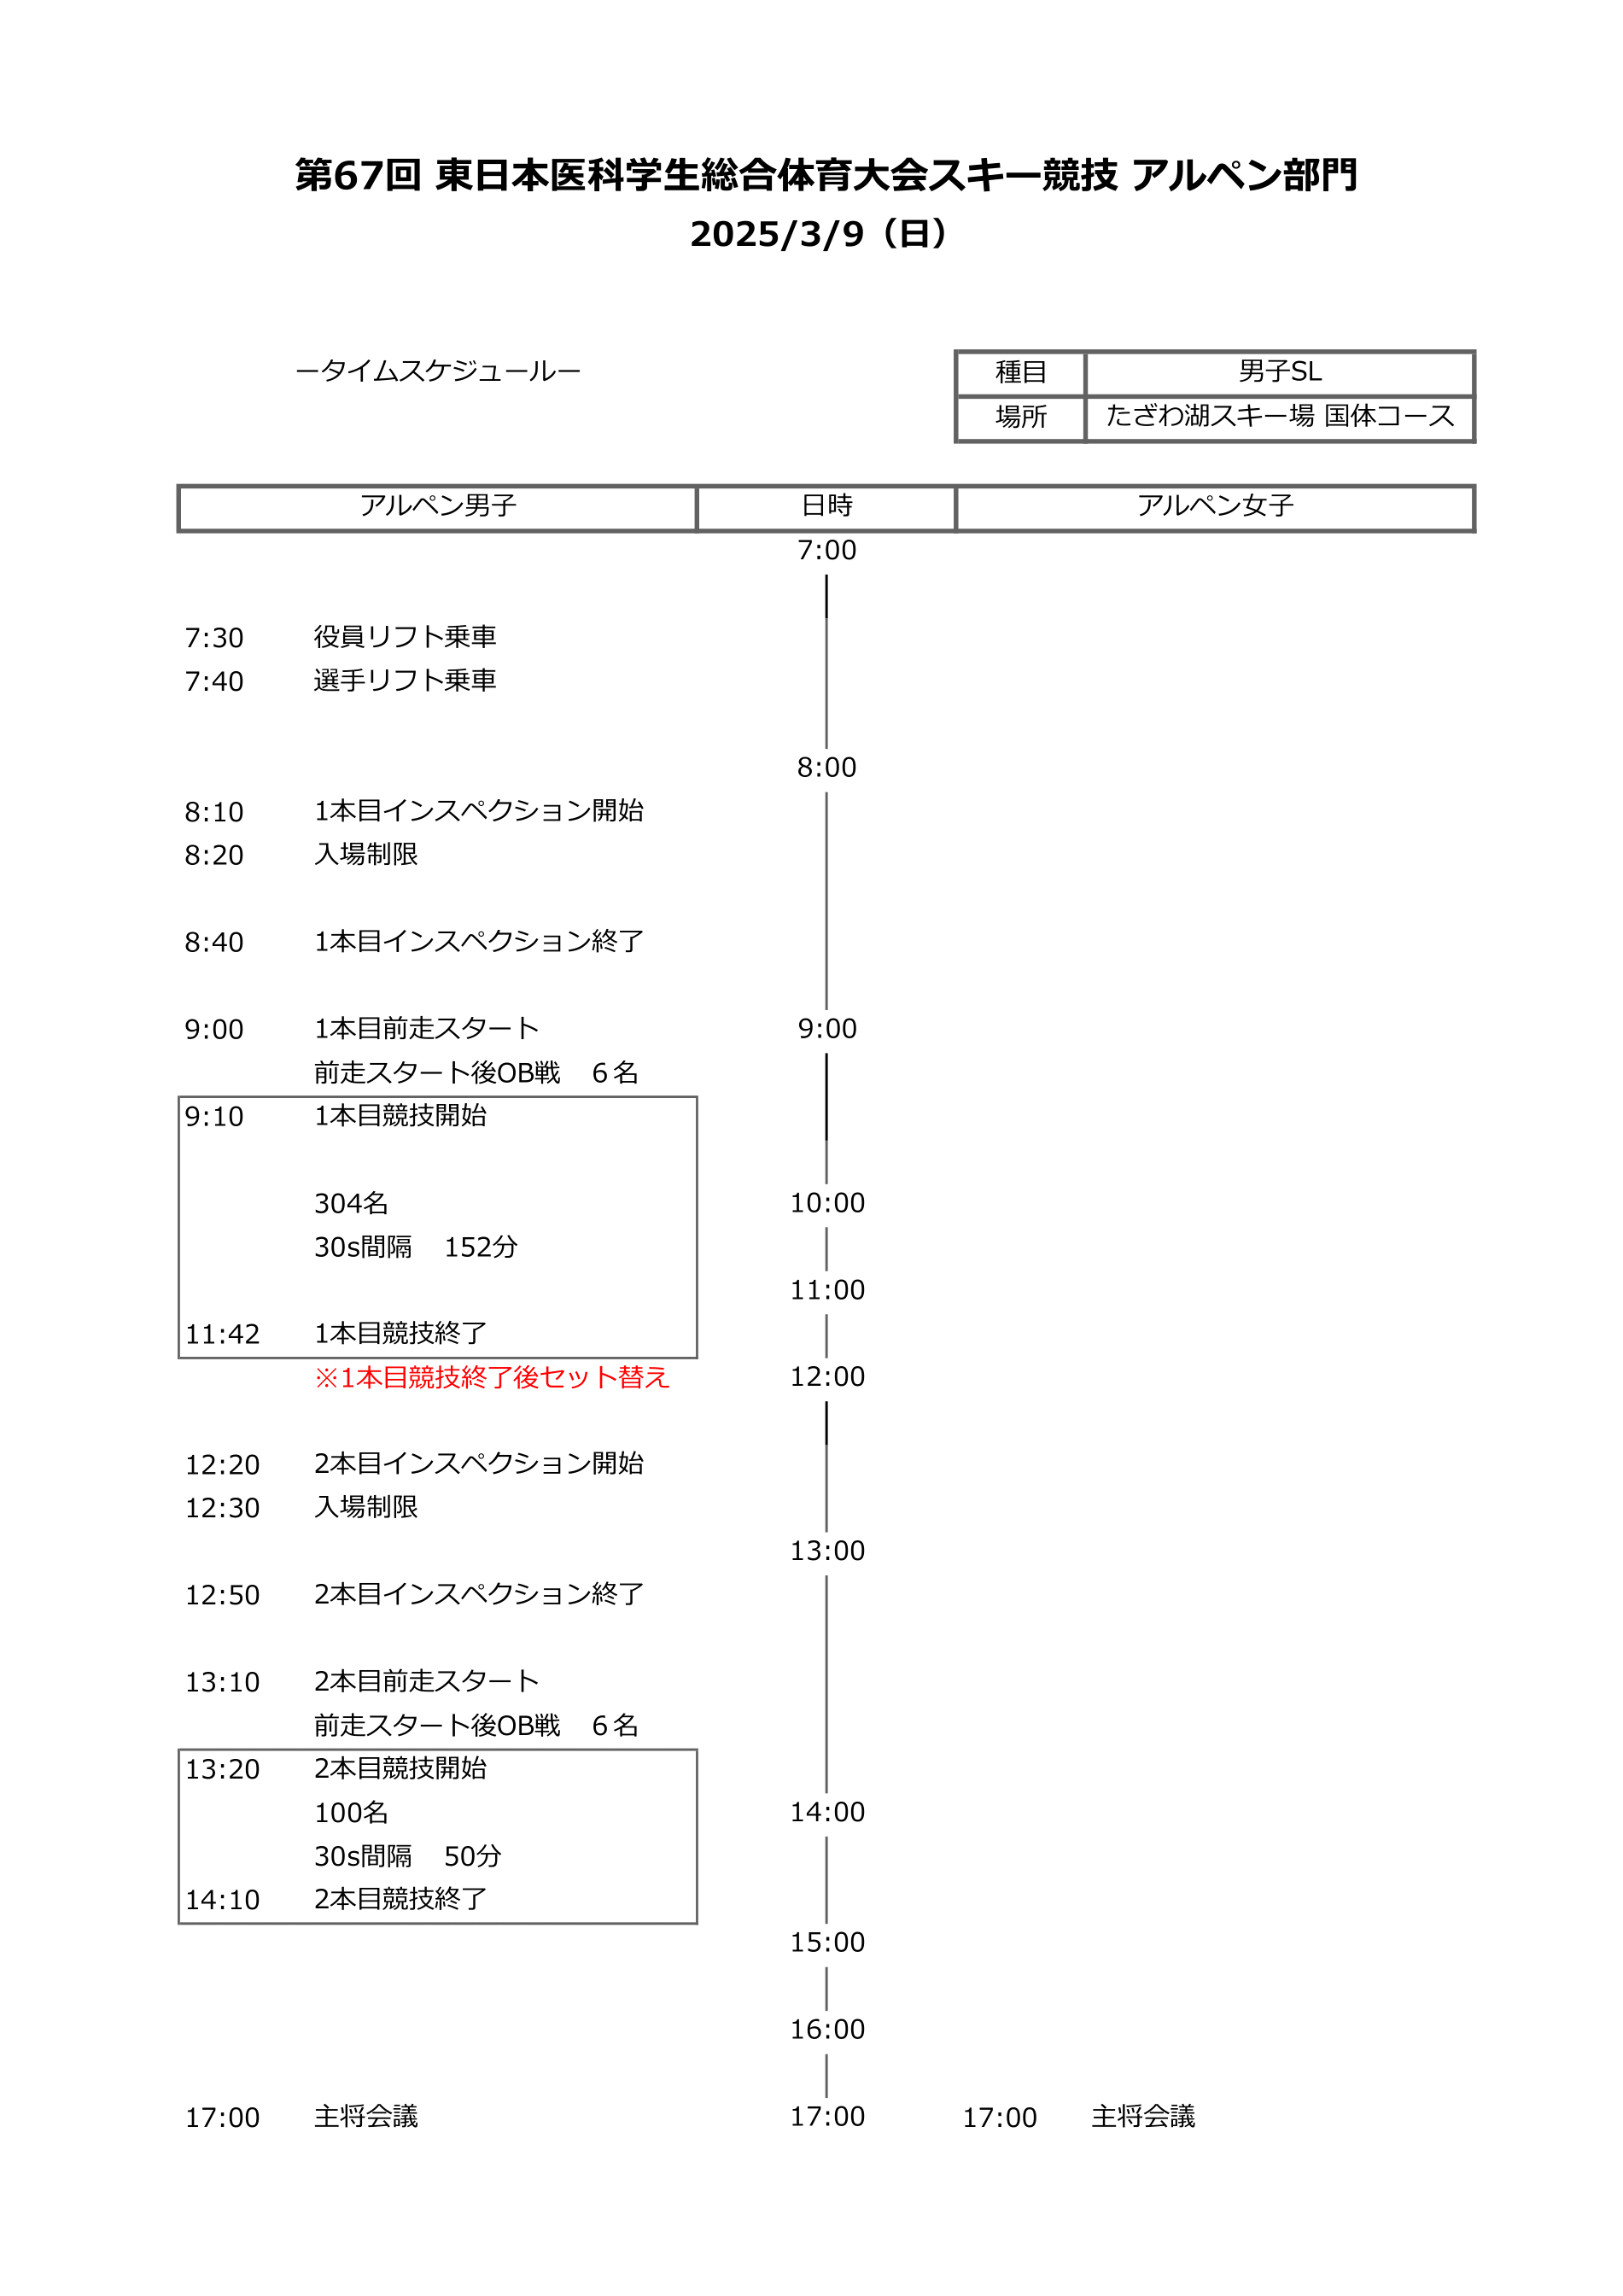 第67回 東日本医科学生総合体育大会スキー競技 アルペン部門
2025/3/9（日）
ータイムスケジュールー
種目 男子SL
場所 たざわ湖スキー場 国体コース
アルペン男子 日時 アルペン女子
7:00
7:30 役員リフト乗車
7:40 選手リフト乗車
8:00
8:10 1本目インスペクション開始
8:20 入場制限
8:40 1本目インスペクション終了
9:00 1本目前走スタート 9:00
前走スタート後OB戦 ６名
9:10 1本目競技開始
304名 10:00
30s間隔 152分
11:00
11:42 1本目競技終了
※1本目競技終了後セット替え 12:00
12:20 2本目インスペクション開始
12:30 入場制限
13:00
12:50 2本目インスペクション終了
13:10 2本目前走スタート
前走スタート後OB戦 ６名
13:20 2本目競技開始
100名 14:00
30s間隔 50分
14:10 2本目競技終了
15:00
16:00
17:00 主将会議 17:00 17:00 主将会議